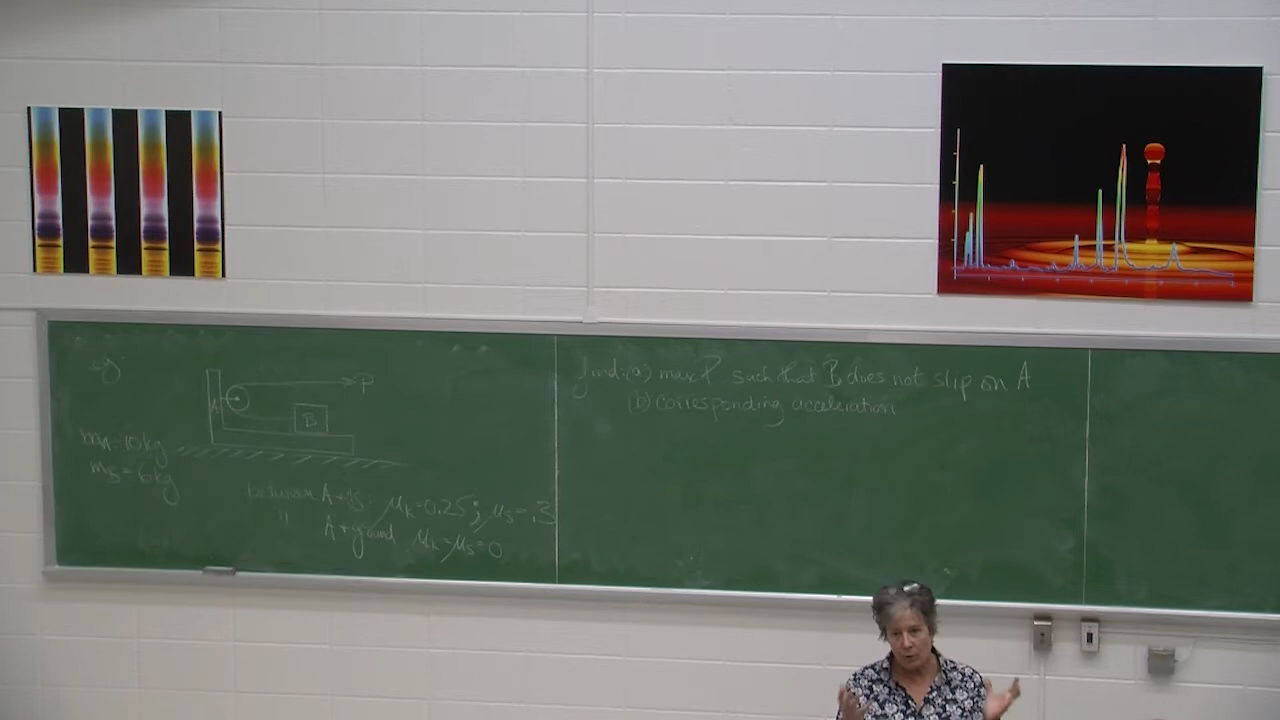 eg
P
A
B
mA=10kg
mB=6kg
between A+B: μk=0.25; μs=.3
" A+ground μk=μs=0
find: (a) max P such that B does not slip on A
(b) corresponding acceleration